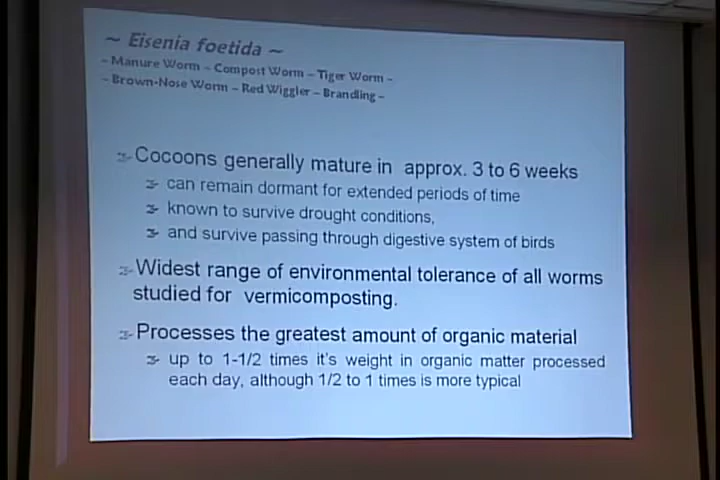 ~ Eisenia foetida ~
~ Manure Worm ~ Compost Worm ~ Tiger Worm ~
~ Brown-Nose Worm ~ Red Wiggler ~ Brandling ~
Cocoons generally mature in approx. 3 to 6 weeks
can remain dormant for extended periods of time
known to survive drought conditions,
and survive passing through digestive system of birds
Widest range of environmental tolerance of all worms
studied for vermicomposting.
Processes the greatest amount of organic material
up to 1-1/2 times it's weight in organic matter processed
each day, although 1/2 to 1 times is more typical